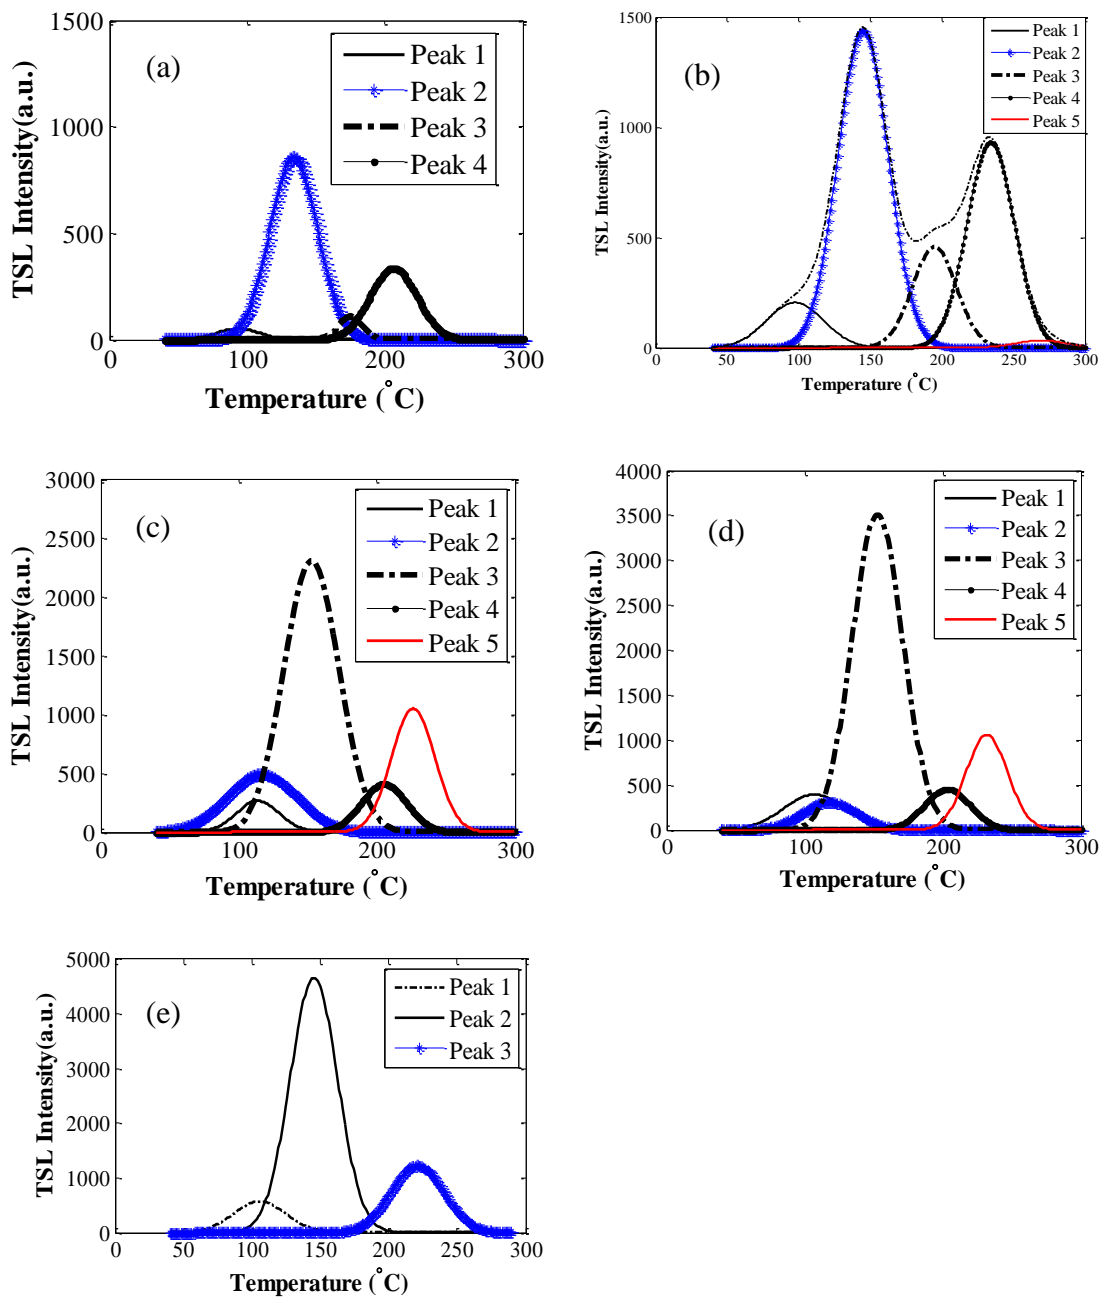 (a)
TSL Intensity(a.u.)
1500
1000
500
0
0
100
200
300
Temperature (°C)
Peak 1
Peak 2
Peak 3
Peak 4
(b)
TSL Intensity(a.u.)
1500
1000
500
0
0
50
100
150
200
250
300
Temperature (°C)
Peak 1
Peak 2
Peak 3
Peak 4
Peak 5
(c)
TSL Intensity(a.u.)
3000
2500
2000
1500
1000
500
0
0
100
200
300
Temperature (°C)
Peak 1
Peak 2
Peak 3
Peak 4
Peak 5
(d)
TSL Intensity(a.u.)
4000
3500
3000
2500
2000
1500
1000
500
0
0
100
200
300
Temperature (°C)
Peak 1
Peak 2
Peak 3
Peak 4
Peak 5
(e)
TSL Intensity(a.u.)
5000
4000
3000
2000
1000
0
0
50
100
150
200
250
300
Temperature (°C)
Peak 1
Peak 2
Peak 3